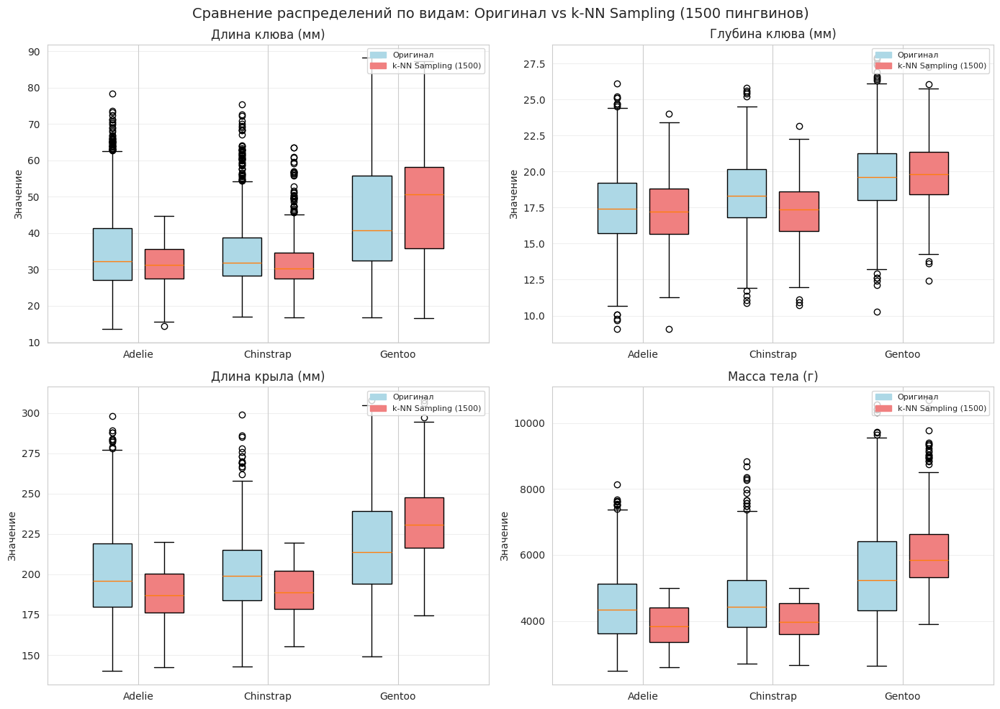 Сравнение распределений по видам: Оригинал vs k-NN Sampling (1500 пингвинов)
Длина клюва (мм)
Оригинал
k-NN Sampling (1500)
Значение
90
80
70
60
50
40
30
20
10
Adelie
Chinstrap
Gentoo
Глубина клюва (мм)
Оригинал
k-NN Sampling (1500)
Значение
27.5
25.0
22.5
20.0
17.5
15.0
12.5
10.0
Adelie
Chinstrap
Gentoo
Длина крыла (мм)
Оригинал
k-NN Sampling (1500)
Значение
300
275
250
225
200
175
150
Adelie
Chinstrap
Gentoo
Масса тела (г)
Оригинал
k-NN Sampling (1500)
Значение
10000
8000
6000
4000
Adelie
Chinstrap
Gentoo